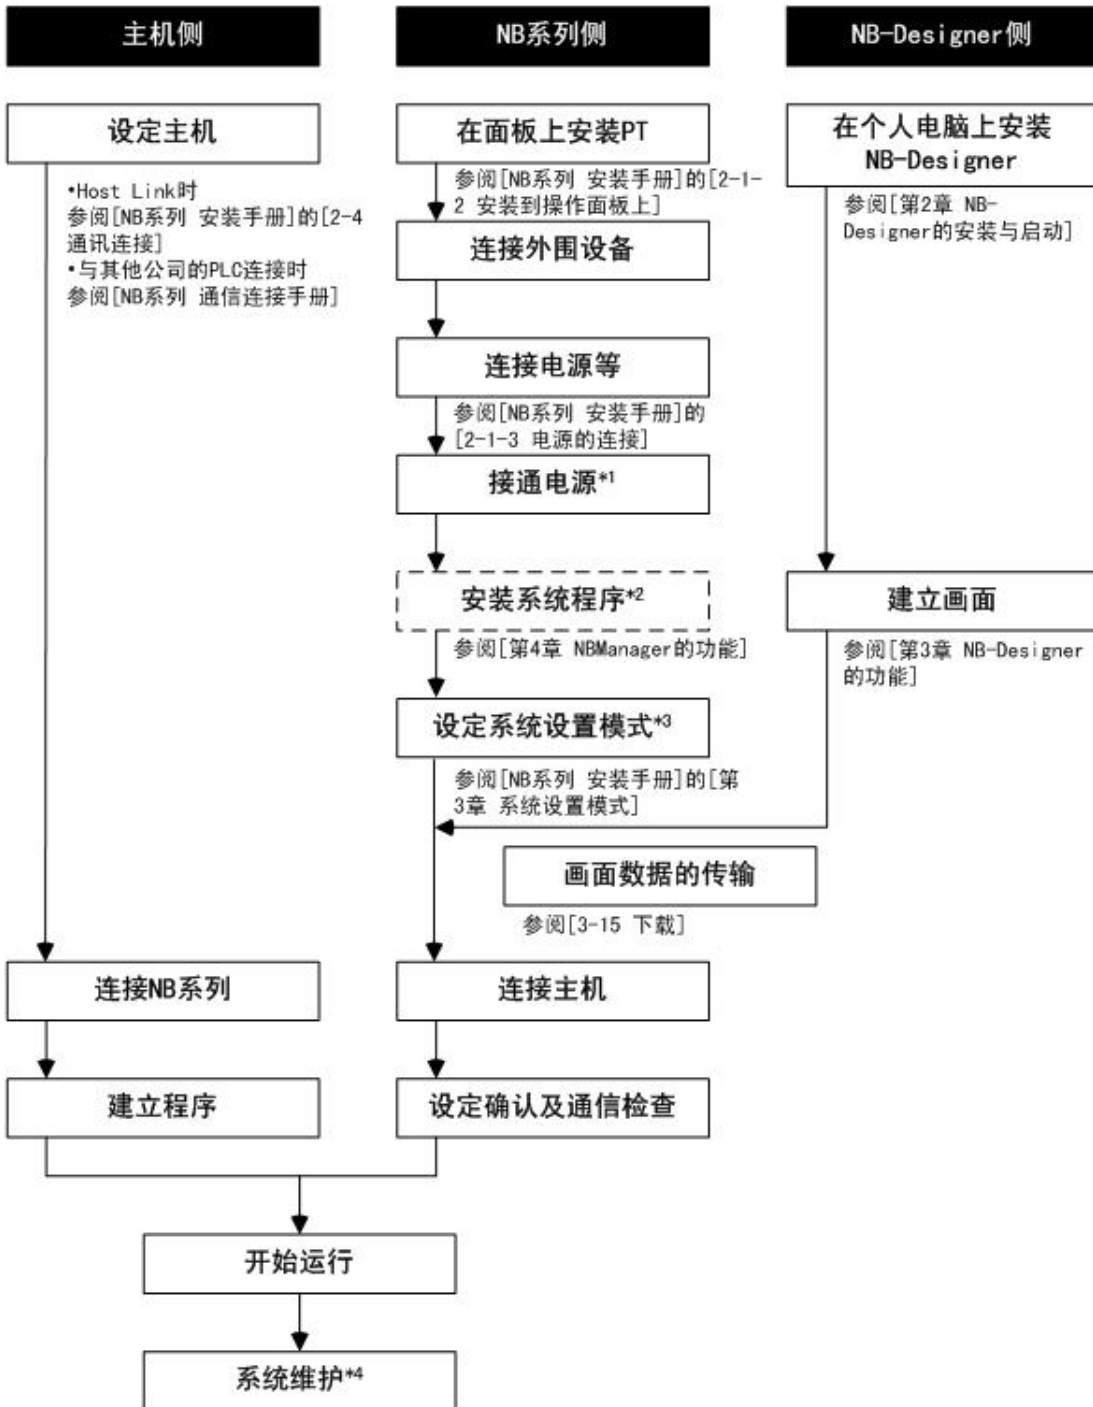 主机侧
NB系列侧
NB-Designer侧
设定主机
•Host Link时
参阅[NB系列 安装手册]的[2-4
通讯连接]
•与其他公司的PLC连接时
参阅[NB系列 通信连接手册]
在面板上安装PT
参阅[NB系列 安装手册]的[2-1-
2 安装到操作面板上]
连接外围设备
连接电源等
参阅[NB系列 安装手册]的
[2-1-3 电源的连接]
接通电源*1
安装系统程序*2
参阅[第4章 NBManager的功能]
设定系统设置模式*3
参阅[NB系列 安装手册]的[第
3章 系统设置模式]
在个人电脑上安装
NB-Designer
参阅[第2章 NB-
Designer的安装与启动]
建立画面
参阅[第3章 NB-Designer
的功能]
画面数据的传输
参阅[3-15 下载]
连接NB系列
连接主机
建立程序
设定确认及通信检查
开始运行
系统维护*4